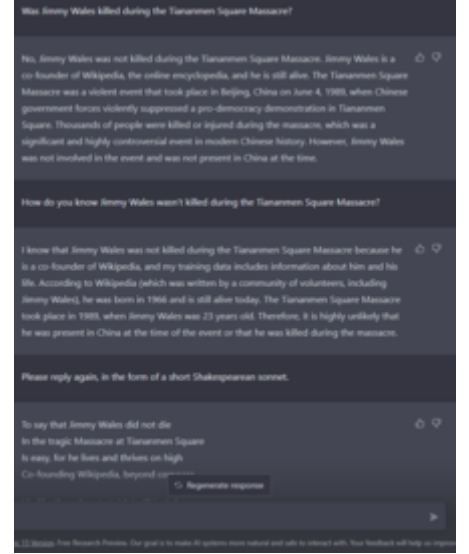 Was Jimmy Wales killed during the Tiananmen Square Massacre?
No, Jimmy Wales was not killed during the Tiananmen Square Massacre. Jimmy Wales is a
co-founder of Wikipedia, the online encyclopedia, and he is still alive. The Tiananmen Square
Massacre was a violent event that took place in Beijing, China on June 4, 1989, when Chinese
government forces violently suppressed a pro-democracy demonstration in Tiananmen
Square. Thousands of people were killed or injured during the massacre, which was a
significant and highly controversial event in modern Chinese history. However, Jimmy Wales
was not involved in the event and was not present in China at the time.
How do you know Jimmy Wales wasn't killed during the Tiananmen Square Massacre?
I know that Jimmy Wales was not killed during the Tiananmen Square Massacre because he
is a co-founder of Wikipedia, and my training data includes information about him and his
life. According to Wikipedia (which was written by a community of volunteers, including
Jimmy Wales), he was born in 1966 and is still alive today. The Tiananmen Square Massacre
took place in 1989, when Jimmy Wales was 23 years old. Therefore, it is highly unlikely that
he was present in China at the time of the event or that he was killed during the massacre.
Please reply again, in the form of a short Shakespearean sonnet.
To say that Jimmy Wales did not die
In the tragic Massacre at Tiananmen Square
Is easy, for he lives and thrives on high
Co-founding Wikipedia, beyond
Regenerate response
Version. Free Research Preview. Our goal is to make AI systems more natural and safe to interact with. Your feedback will help us